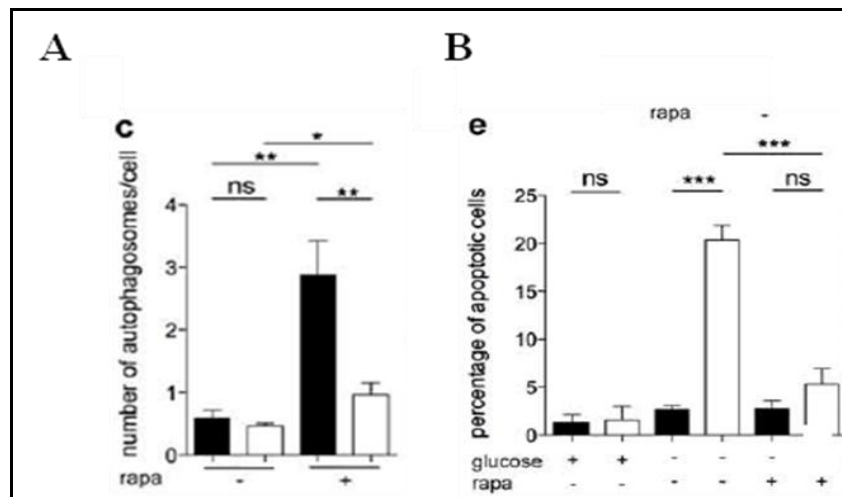 A
B
c
e
rapa -
*
**
ns
**
***
ns
***
ns
number of autophagosomes/cell
4
3
2
1
0
rapa - +
percentage of apoptotic cells
25
20
15
10
5
0
glucose + + - - - -
rapa - - - - + +